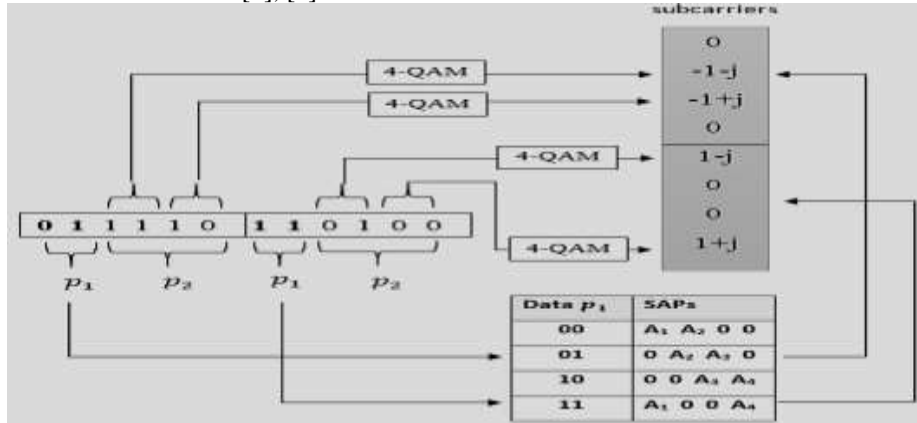 subcarriers
0
4-QAM
-1-j
4-QAM
-1+j
0
4-QAM
1-j
0
0
0 1 1 1 1 0 1 1 0 1 0 0
4-QAM
1+j
p₁ p₂ p₁ p₂
Data p₁ SAPs
00 A₁ A₂ 0 0
01 0 A₂ A₃ 0
10 0 0 A₃ A₄
11 A₁ 0 0 A₄